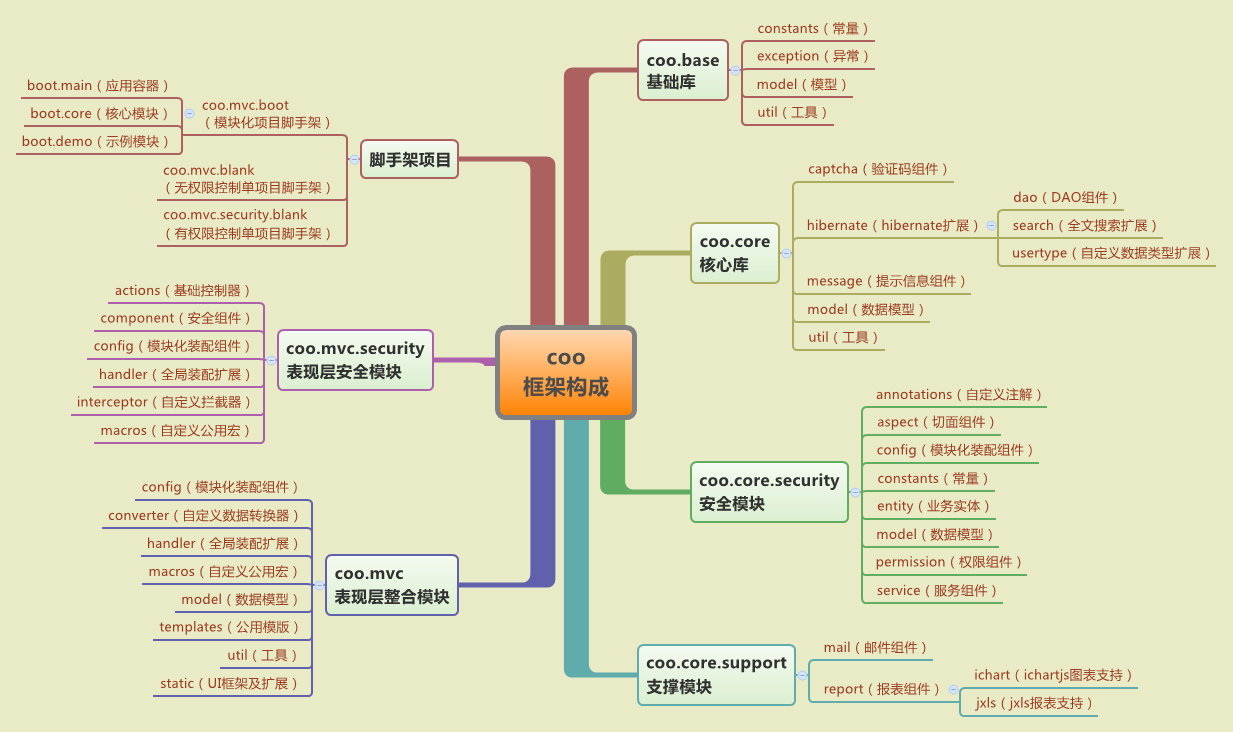 coo
框架构成
coo.base
基础库
constants（常量）
exception（异常）
model（模型）
util（工具）
coo.core
核心库
captcha（验证码组件）
hibernate（hibernate扩展）
dao（DAO组件）
search（全文搜索扩展）
usertype（自定义数据类型扩展）
message（提示信息组件）
model（数据模型）
util（工具）
coo.core.security
安全模块
annotations（自定义注解）
aspect（切面组件）
config（模块化装配组件）
constants（常量）
entity（业务实体）
model（数据模型）
permission（权限组件）
service（服务组件）
coo.core.support
支撑模块
mail（邮件组件）
report（报表组件）
ichart（ichartjs图表支持）
jxls（jxls报表支持）
脚手架项目
coo.mvc.boot
（模块化项目脚手架）
boot.main（应用容器）
boot.core（核心模块）
boot.demo（示例模块）
coo.mvc.blank
（无权限控制单项目脚手架）
coo.mvc.security.blank
（有权限控制单项目脚手架）
coo.mvc.security
表现层安全模块
actions（基础控制器）
component（安全组件）
config（模块化装配组件）
handler（全局装配扩展）
interceptor（自定义拦截器）
macros（自定义公用宏）
coo.mvc
表现层整合模块
config（模块化装配组件）
converter（自定义数据转换器）
handler（全局装配扩展）
macros（自定义公用宏）
model（数据模型）
templates（公用模版）
util（工具）
static（UI框架及扩展）